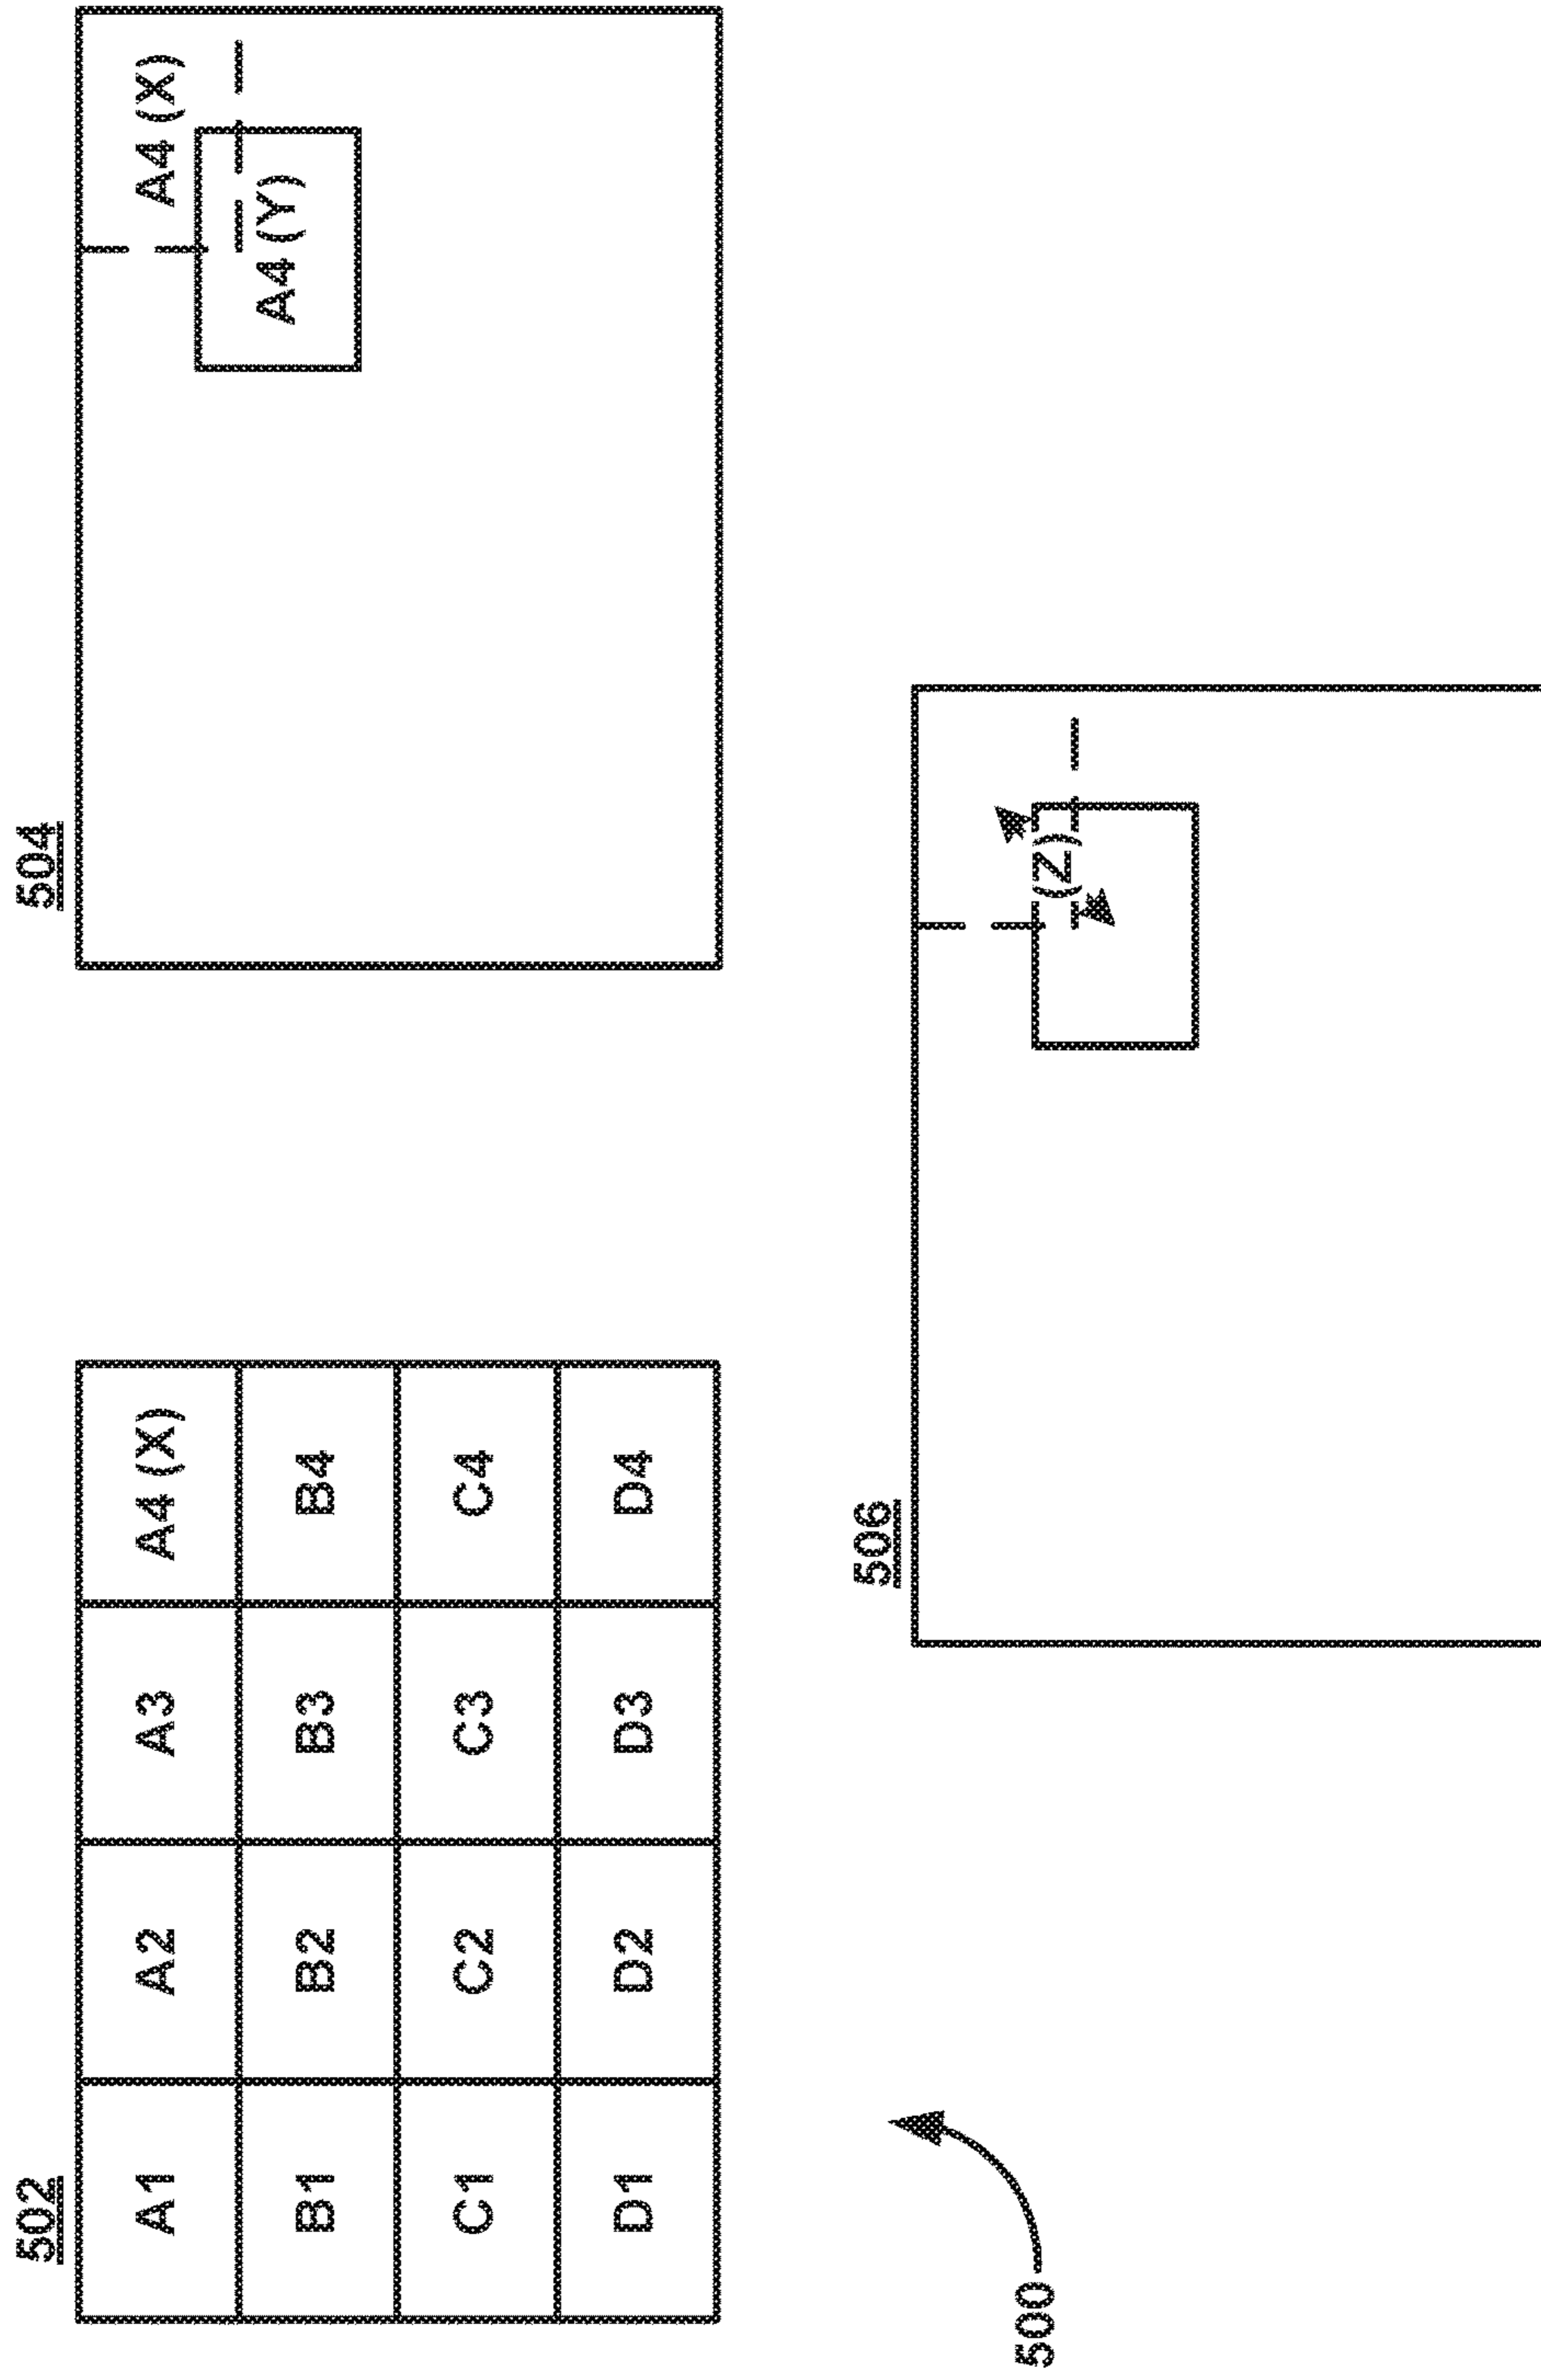 502
A1 A2 A3 A4 (X)
B1 B2 B3 B4
C1 C2 C3 C4
D1 D2 D3 D4
504
A4 (X)
A4 (Y)
506
(Z)
500